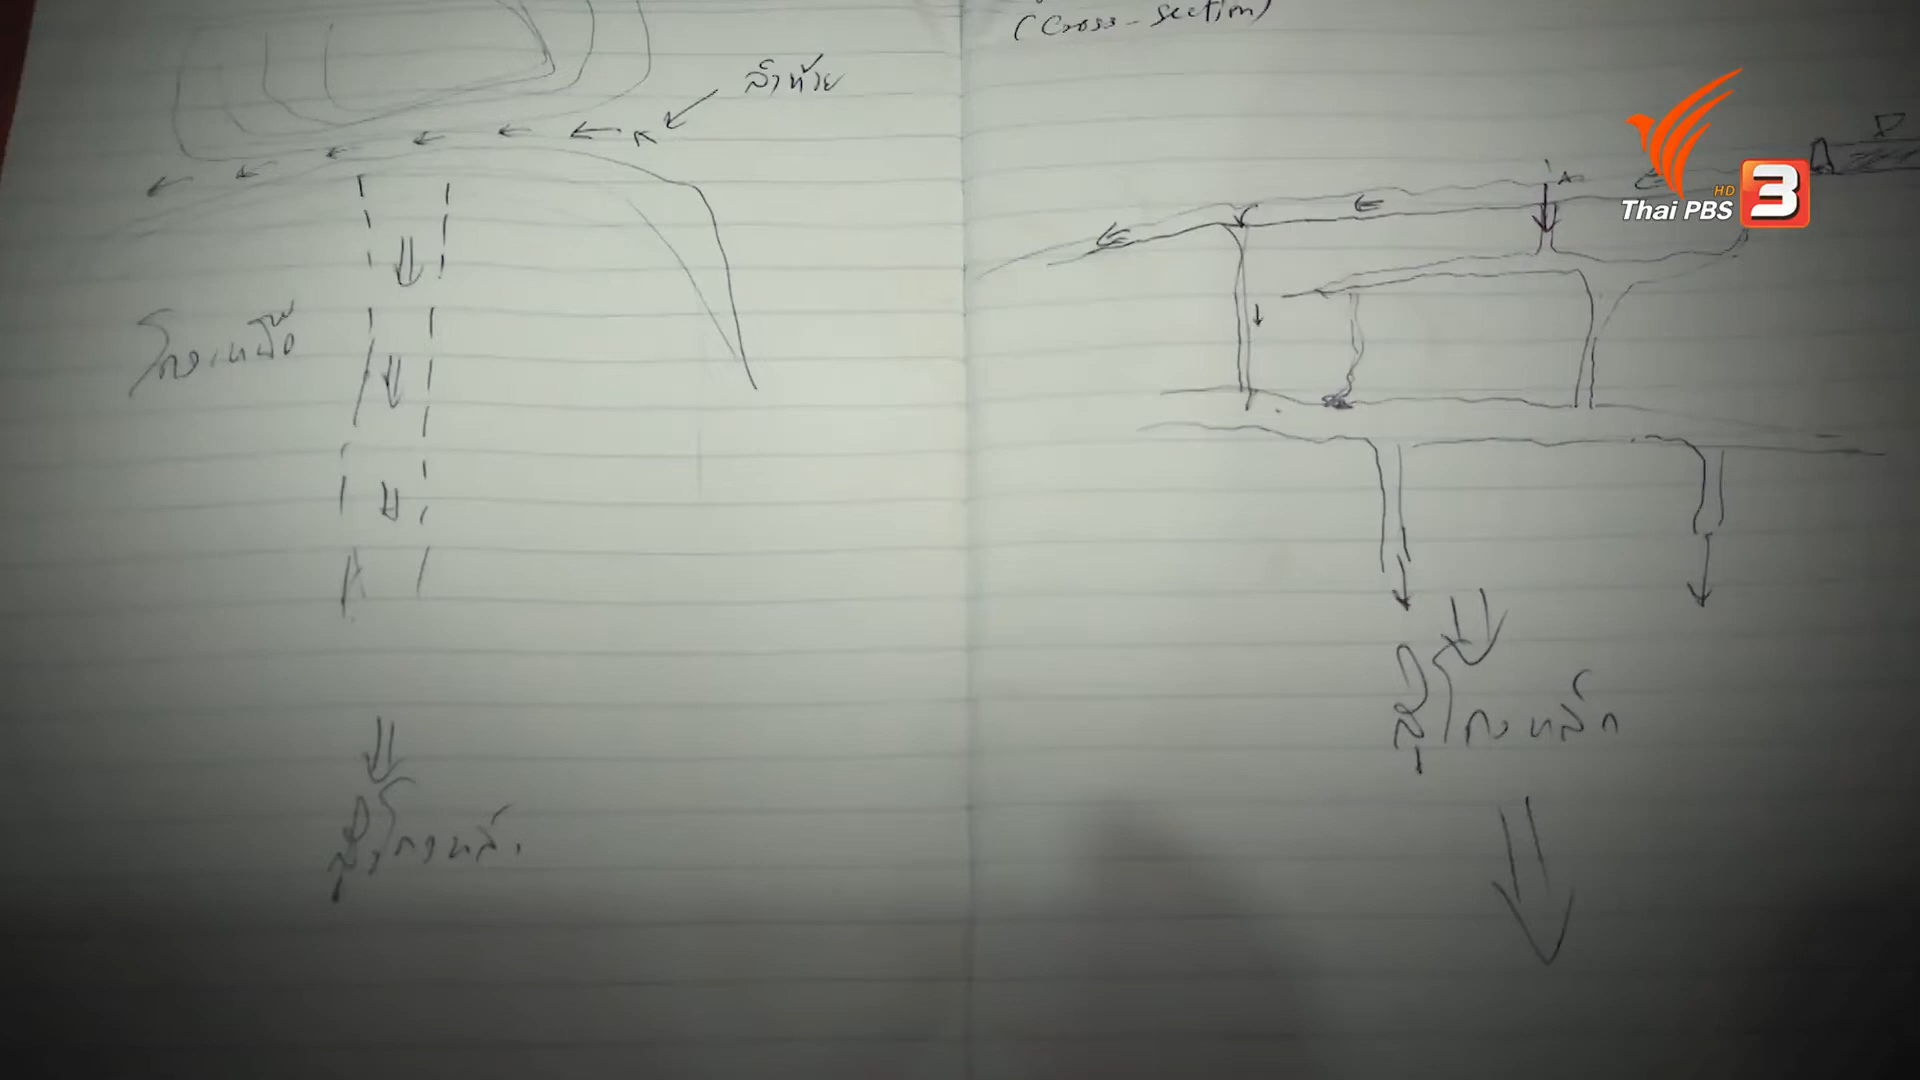 (Cross-section)
ลำห้วย
HD
Thai PBS 3
โถงเหนือ
สู่โถงหลัก
สู่โถงหลัก